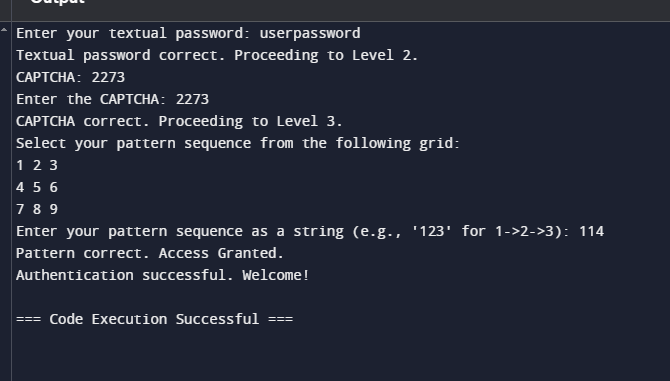 Output
Enter your textual password: userpassword
Textual password correct. Proceeding to Level 2.
CAPTCHA: 2273
Enter the CAPTCHA: 2273
CAPTCHA correct. Proceeding to Level 3.
Select your pattern sequence from the following grid:
1 2 3
4 5 6
7 8 9
Enter your pattern sequence as a string (e.g., '123' for 1->2->3): 114
Pattern correct. Access Granted.
Authentication successful. Welcome!
=== Code Execution Successful ===